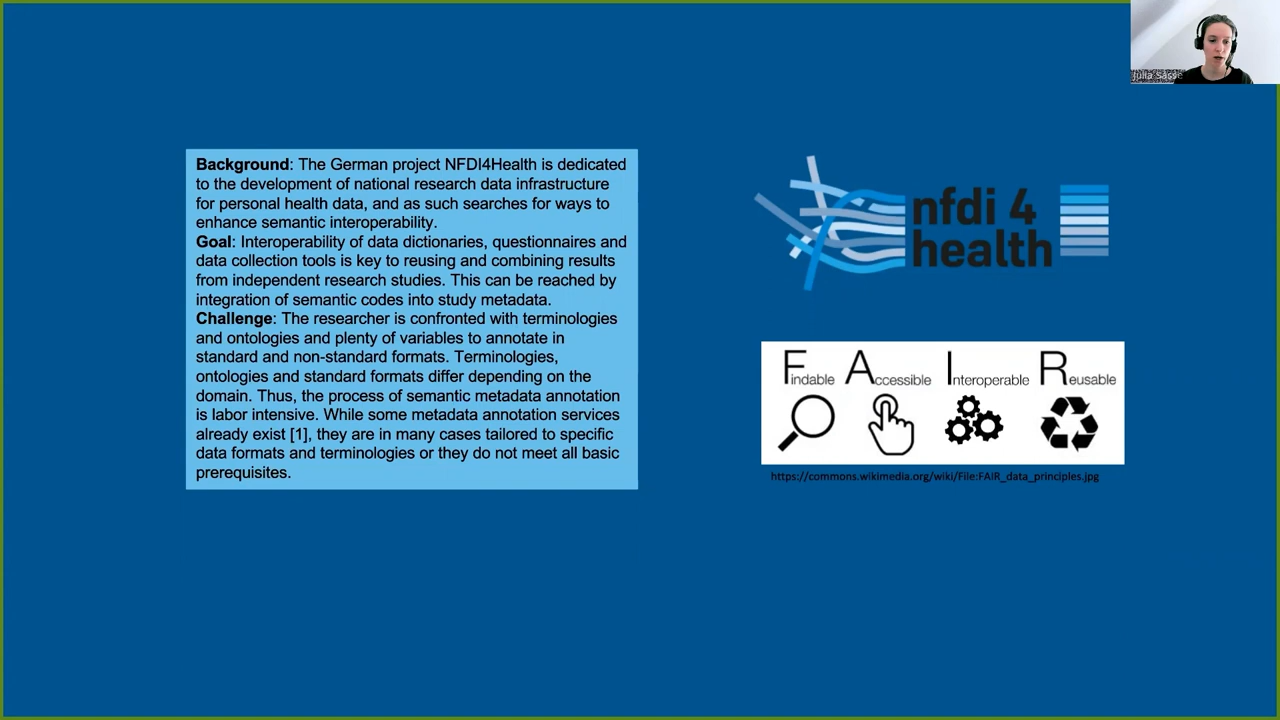 Julia Sasse
Background: The German project NFDI4Health is dedicated
to the development of national research data infrastructure
for personal health data, and as such searches for ways to
enhance semantic interoperability.
Goal: Interoperability of data dictionaries, questionnaires and
data collection tools is key to reusing and combining results
from independent research studies. This can be reached by
integration of semantic codes into study metadata.
Challenge: The researcher is confronted with terminologies
and ontologies and plenty of variables to annotate in
standard and non-standard formats. Terminologies,
ontologies and standard formats differ depending on the
domain. Thus, the process of semantic metadata annotation
is labor intensive. While some metadata annotation services
already exist [1], they are in many cases tailored to specific
data formats and terminologies or they do not meet all basic
prerequisites.
nfdi 4
health
Findable Accessible Interoperable Reusable
https://commons.wikimedia.org/wiki/File:FAIR_data_principles.jpg